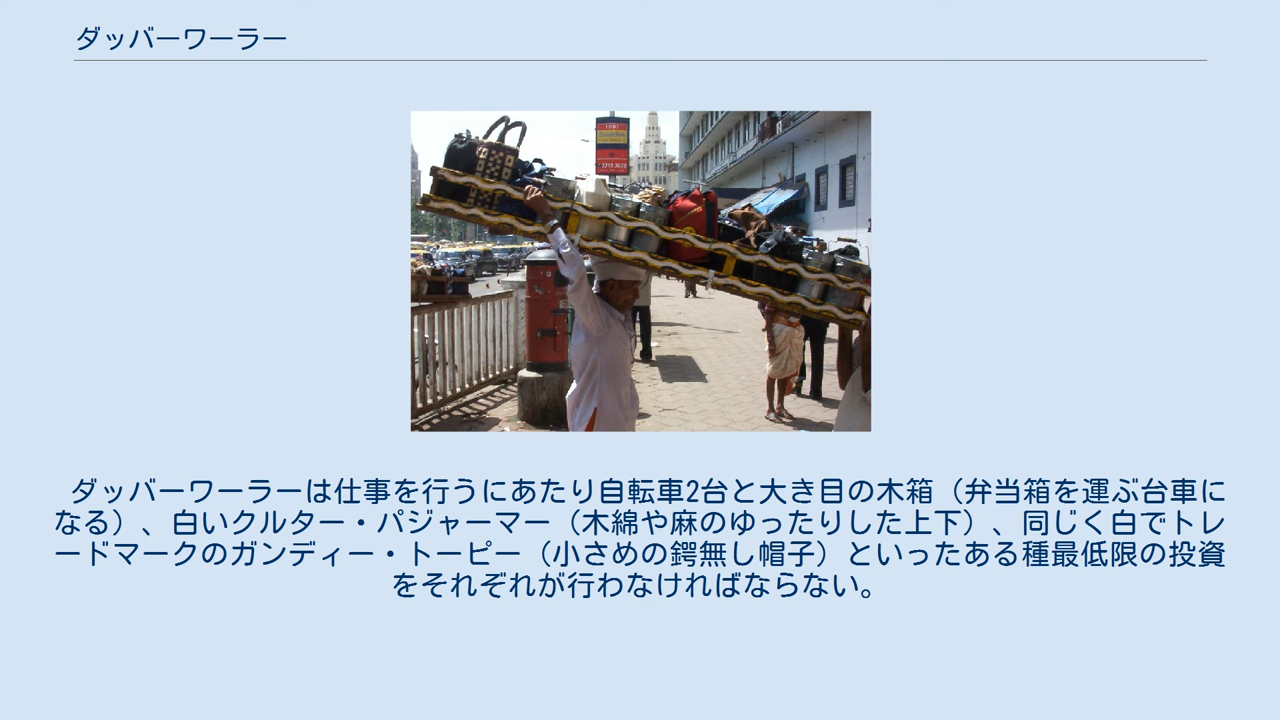 ダッバーワーラー
ダッバーワーラーは仕事を行うにあたり自転車2台と大き目の木箱（弁当箱を運ぶ台車に
なる）、白いクルター・パジャーマー（木綿や麻のゆったりした上下）、同じく白でトレ
ードマークのガンディー・トーピー（小さめの鍔無し帽子）といったある種最低限の投資
をそれぞれが行わなければならない。